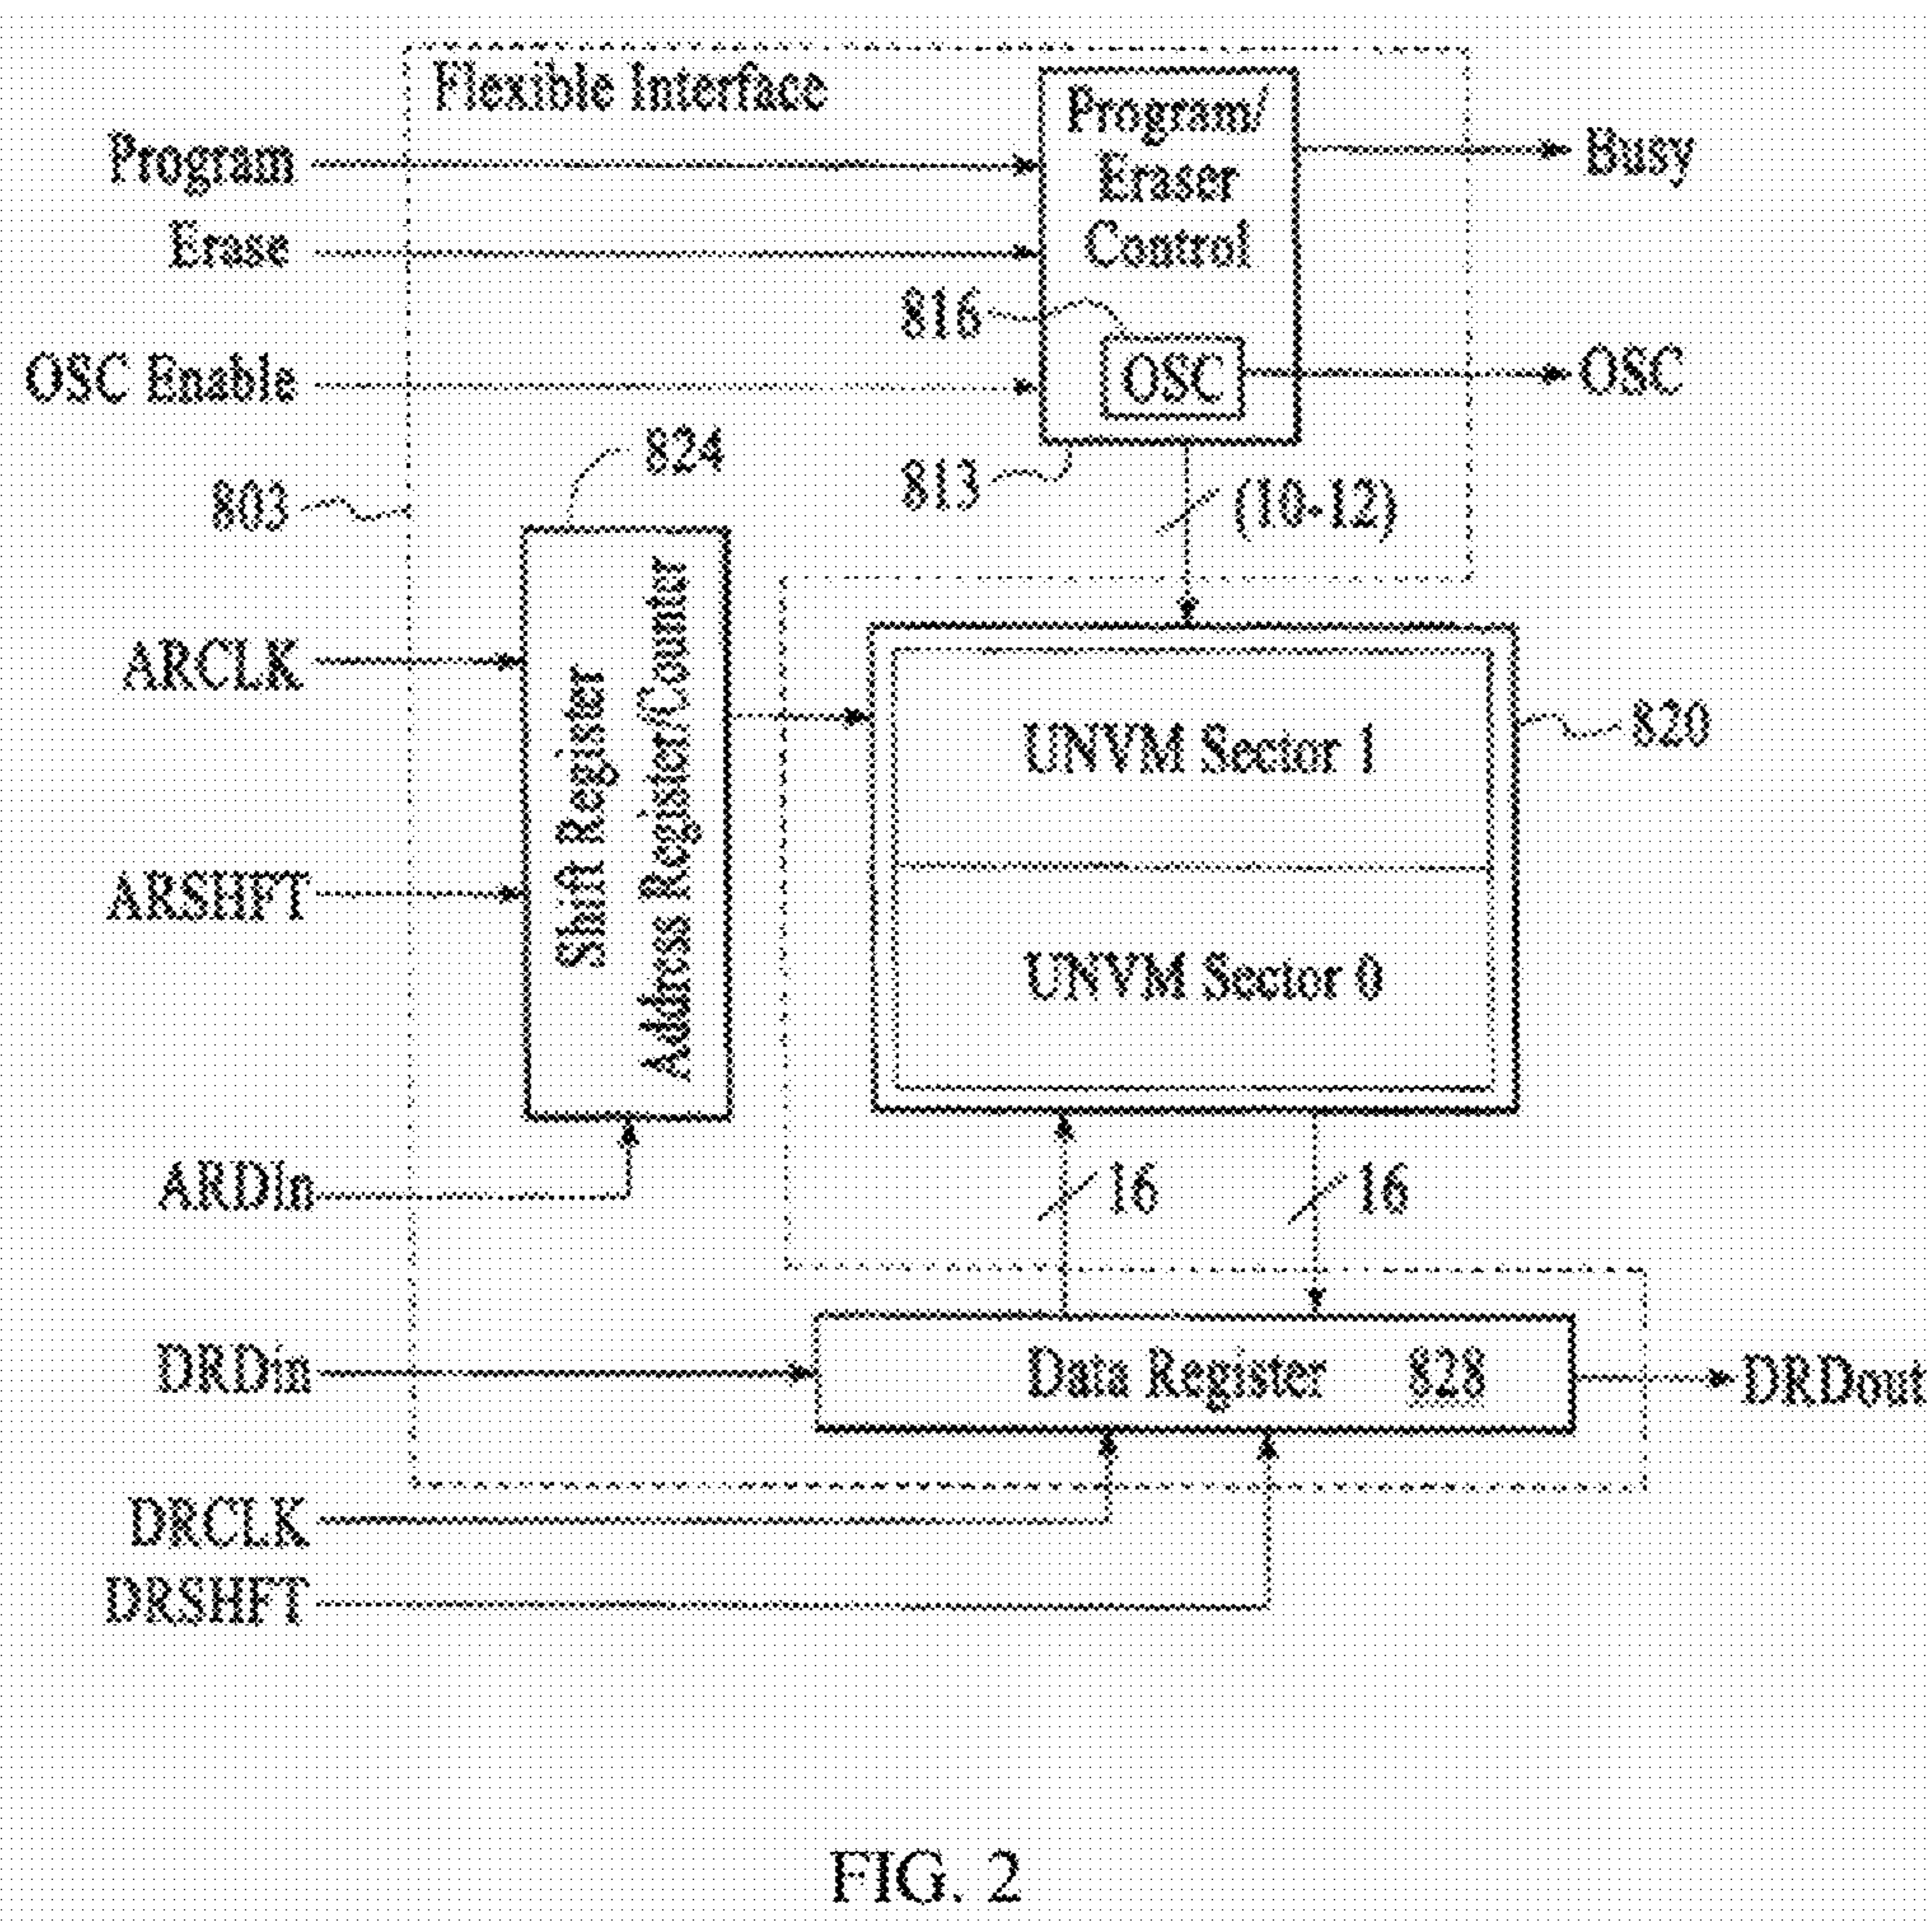 Flexible Interface
Program/
Eraser
Control
Program
Erase
OSC Enable
Busy
816
OSC
OSC
824
813
(10-12)
803
Shift Register
Address Register/Counter
ARCLK
ARSHFT
ARDIn
UNVM Sector 1
820
UNVM Sector 0
16
16
DRDin
Data Register 828
DRDout
DRCLK
DRSHFT
FIG. 2